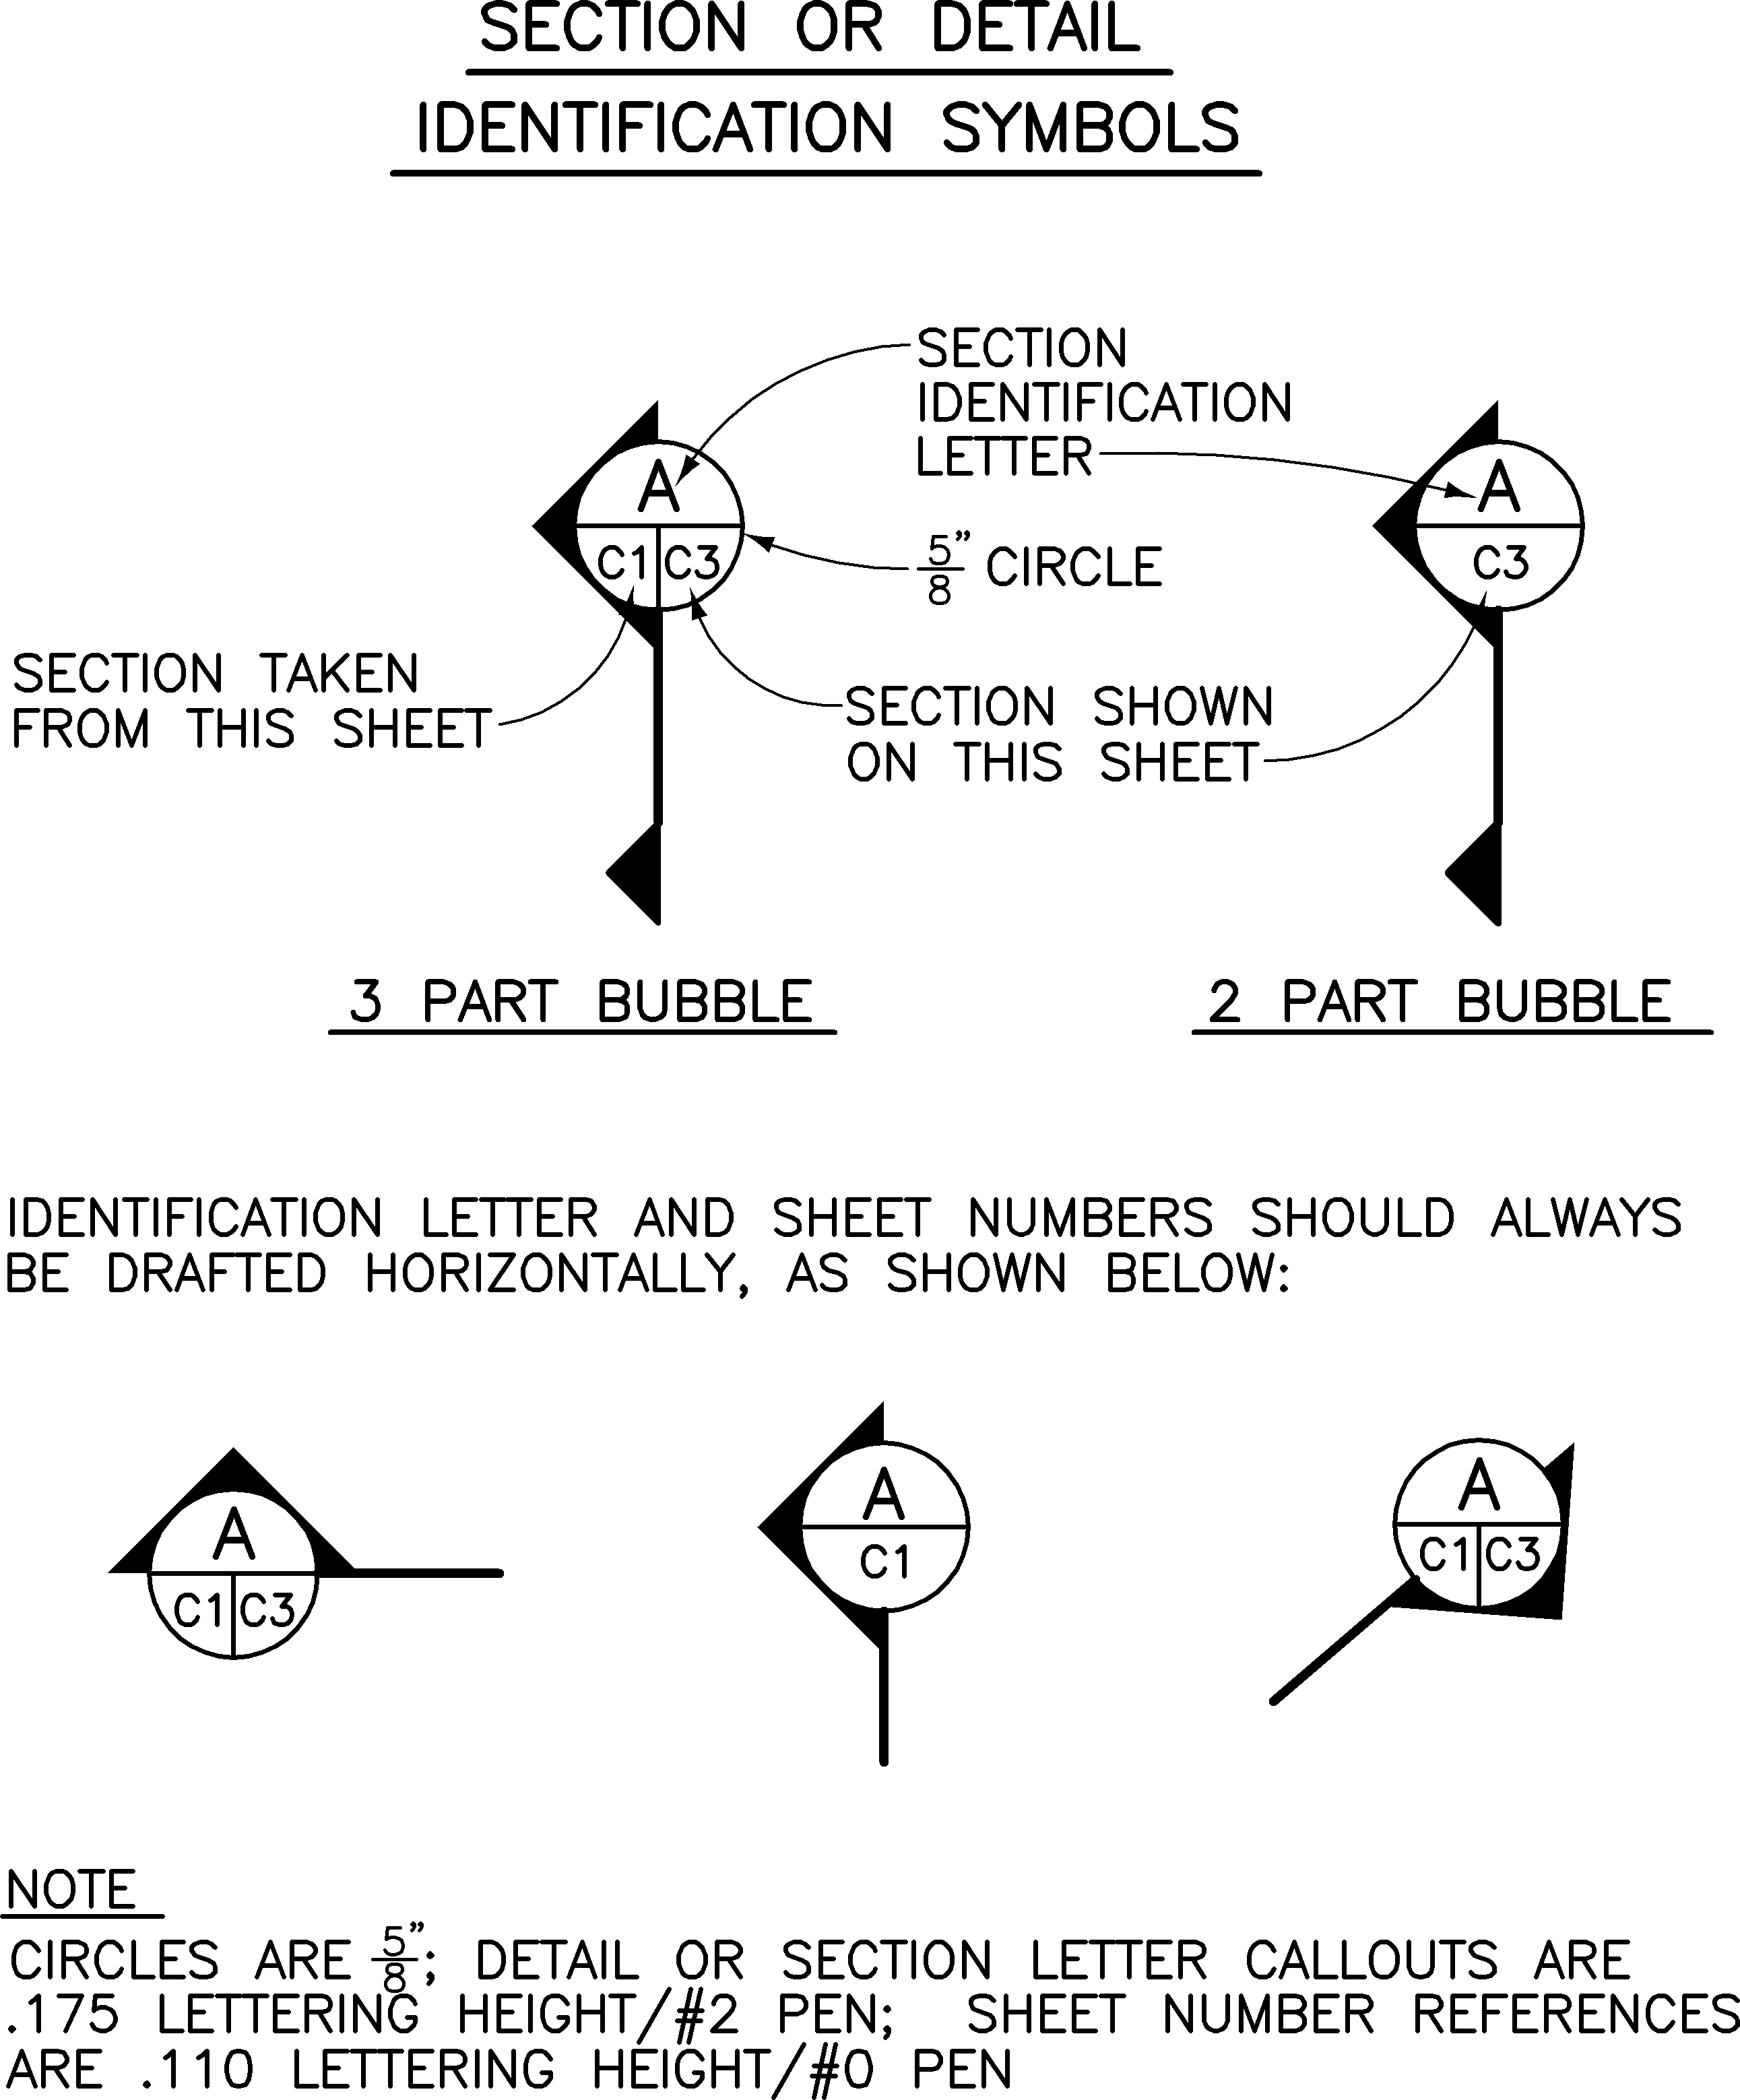 SECTION OR DETAIL
IDENTIFICATION SYMBOLS
SECTION
IDENTIFICATION
LETTER
A
C1 C3
5/8" CIRCLE
A
C3
SECTION TAKEN
FROM THIS SHEET
SECTION SHOWN
ON THIS SHEET
3 PART BUBBLE
2 PART BUBBLE
IDENTIFICATION LETTER AND SHEET NUMBERS SHOULD ALWAYS
BE DRAFTED HORIZONTALLY, AS SHOWN BELOW:
A
C1 C3
A
C1
A
C1 C3
NOTE
CIRCLES ARE 5/8"; DETAIL OR SECTION LETTER CALLOUTS ARE
.175 LETTERING HEIGHT/#2 PEN; SHEET NUMBER REFERENCES
ARE .110 LETTERING HEIGHT/#0 PEN